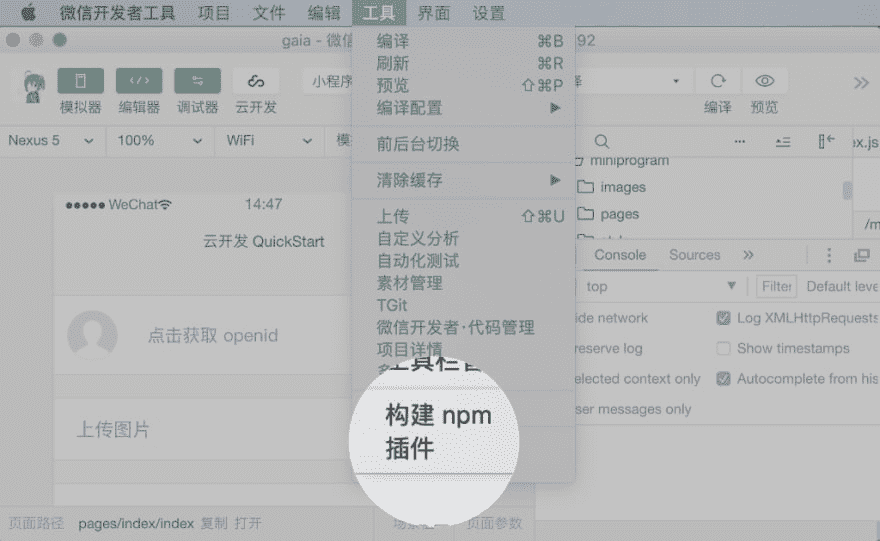 微信开发者工具 项目 文件 编辑 工具 界面 设置
gaia - 微信
92
编译 ⌘B
刷新 ⌘R
预览 ⇧⌘P
编译配置
前后台切换
清除缓存
上传 ⇧⌘U
自定义分析
自动化测试
素材管理
TGit
微信开发者·代码管理
项目详情
构建 npm
插件
模拟器 编辑器 调试器 云开发
小程序
编译 预览
Nexus 5 100% WiFi
WeChat 14:47
云开发 QuickStart
点击获取 openid
上传图片
页面路径 pages/index/index 复制 打开
页面参数
ex.js
miniprogram
images
pages
/m
Console Sources
top Filter Default leve
ide network Log XMLHttpRequests
reserve log Show timestamps
elected context only Autocomplete from his
ser messages only